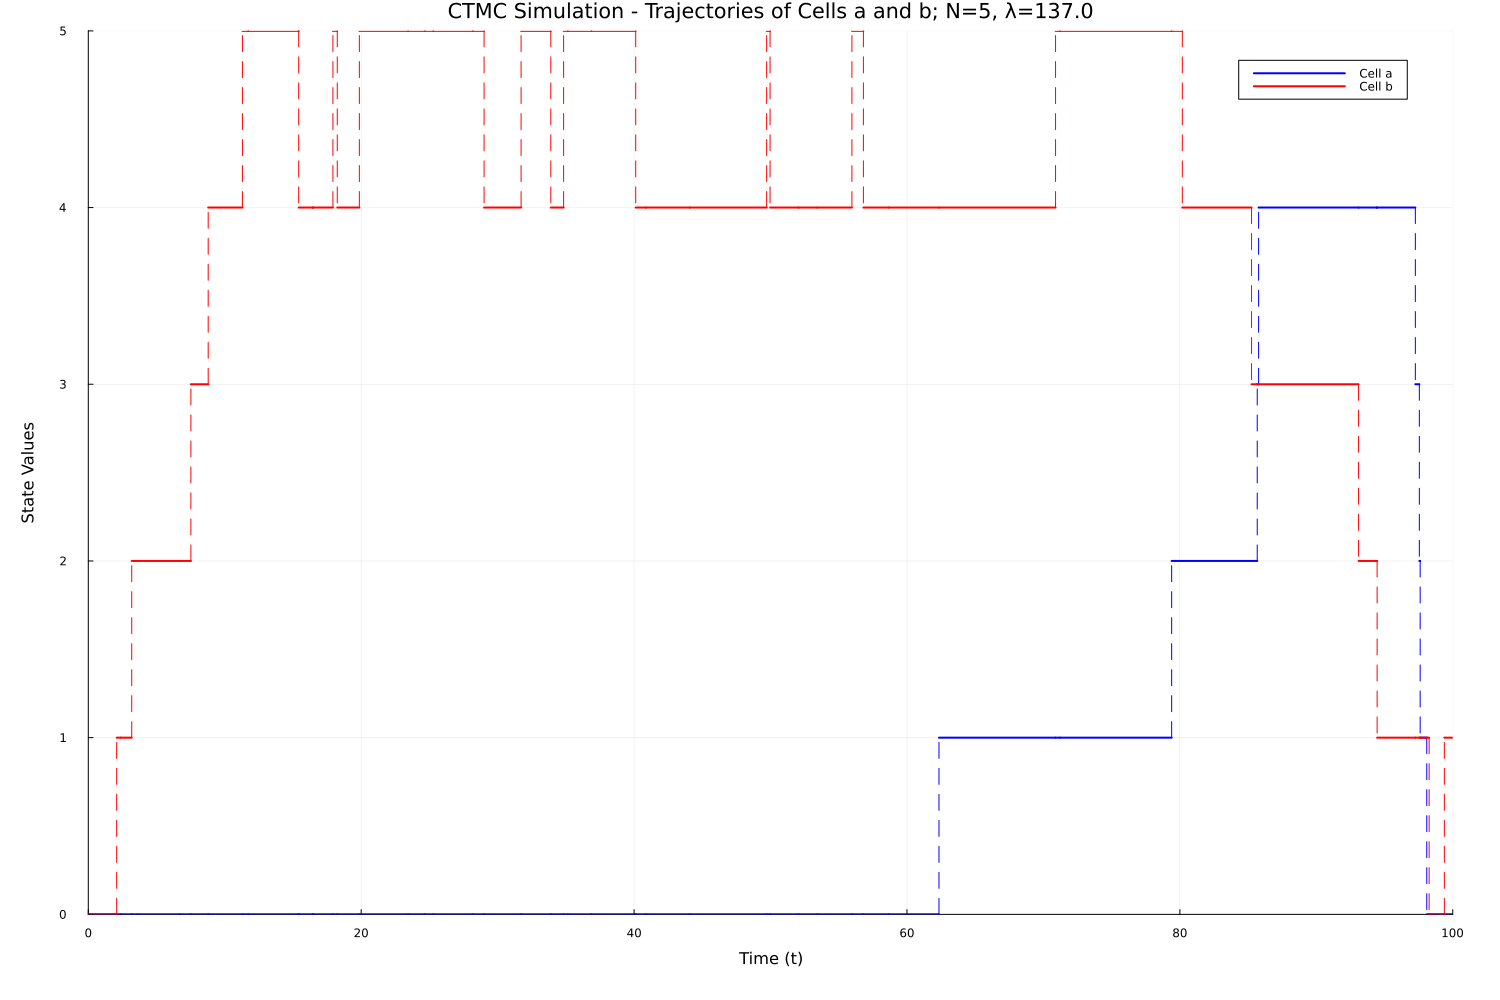 CTMC Simulation - Trajectories of Cells a and b; N=5, λ=137.0
5
Cell a
Cell b
4
3
State Values
2
1
0
0 20 40 60 80 100
Time (t)